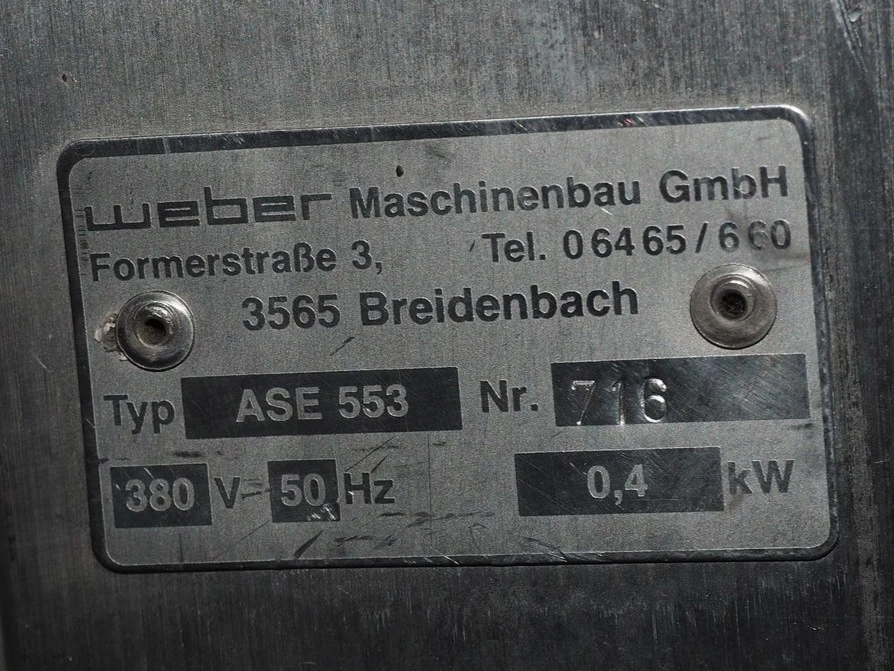 weber Maschinenbau GmbH
Formerstraße 3, Tel. 06465/660
3565 Breidenbach
Typ ASE 553 Nr. 716
380 V 50 Hz 0,4 kW